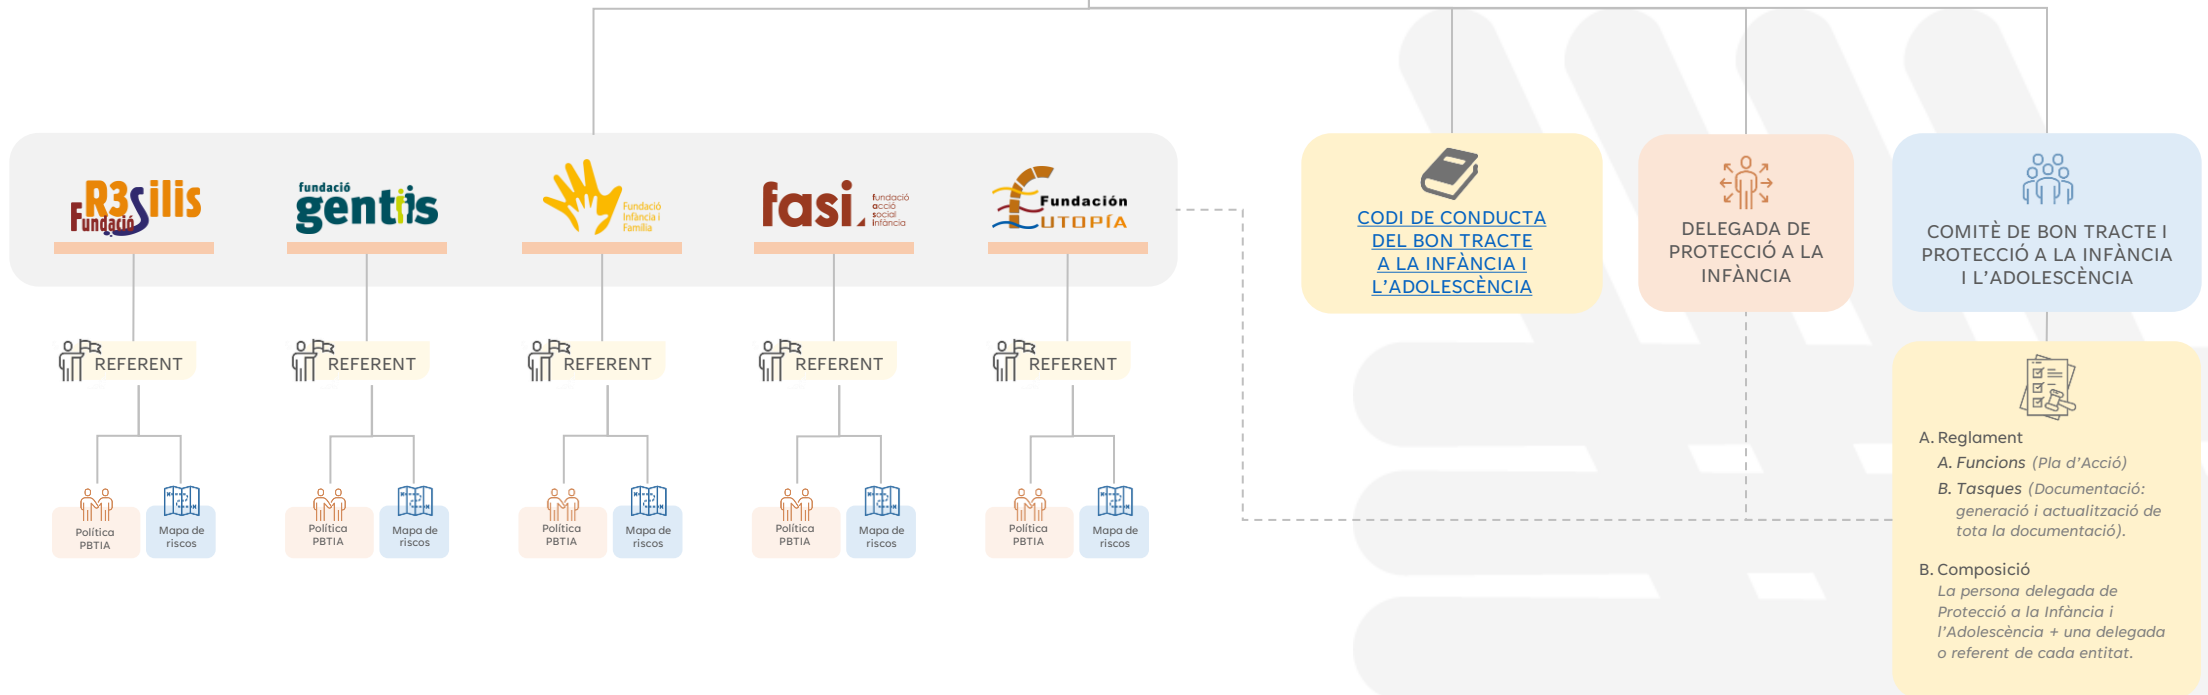 R3silis
Fundació
fundació
gentis
Fundació
Infància i
Família
fasi.
fundació
acció
social
infància
Fundación
UTOPÍA
CODI DE CONDUCTA
DEL BON TRACTE
A LA INFÀNCIA I
L'ADOLESCÈNCIA
DELEGADA DE
PROTECCIÓ A LA
INFÀNCIA
COMITÈ DE BON TRACTE I
PROTECCIÓ A LA INFÀNCIA
I L'ADOLESCÈNCIA
REFERENT
REFERENT
REFERENT
REFERENT
REFERENT
Política
PBTIA
Mapa de
riscos
Política
PBTIA
Mapa de
riscos
Política
PBTIA
Mapa de
riscos
Política
PBTIA
Mapa de
riscos
Política
PBTIA
Mapa de
riscos
A. Reglament
A. Funcions (Pla d'Acció)
B. Tasques (Documentació:
generació i actualització de
tota la documentació).
B. Composició
La persona delegada de
Protecció a la Infància i
l'Adolescència + una delegada
o referent de cada entitat.